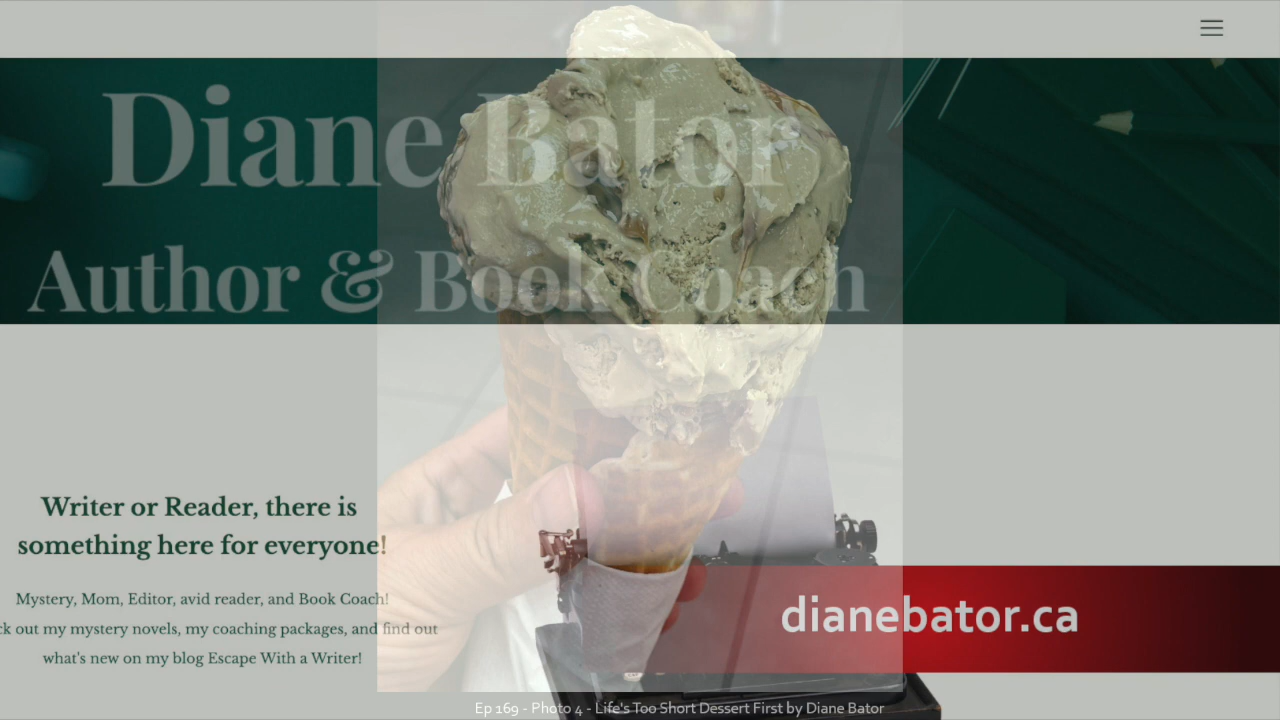 Diane Bator
Author & Book Coach
Writer or Reader, there is
something here for everyone!
Mystery, Mom, Editor, avid reader, and Book Coach!
ck out my mystery novels, my coaching packages, and find out
what's new on my blog Escape With a Writer!
dianebator.ca
Ep 169 - Photo 4 - Life's Too Short Dessert First by Diane Bator